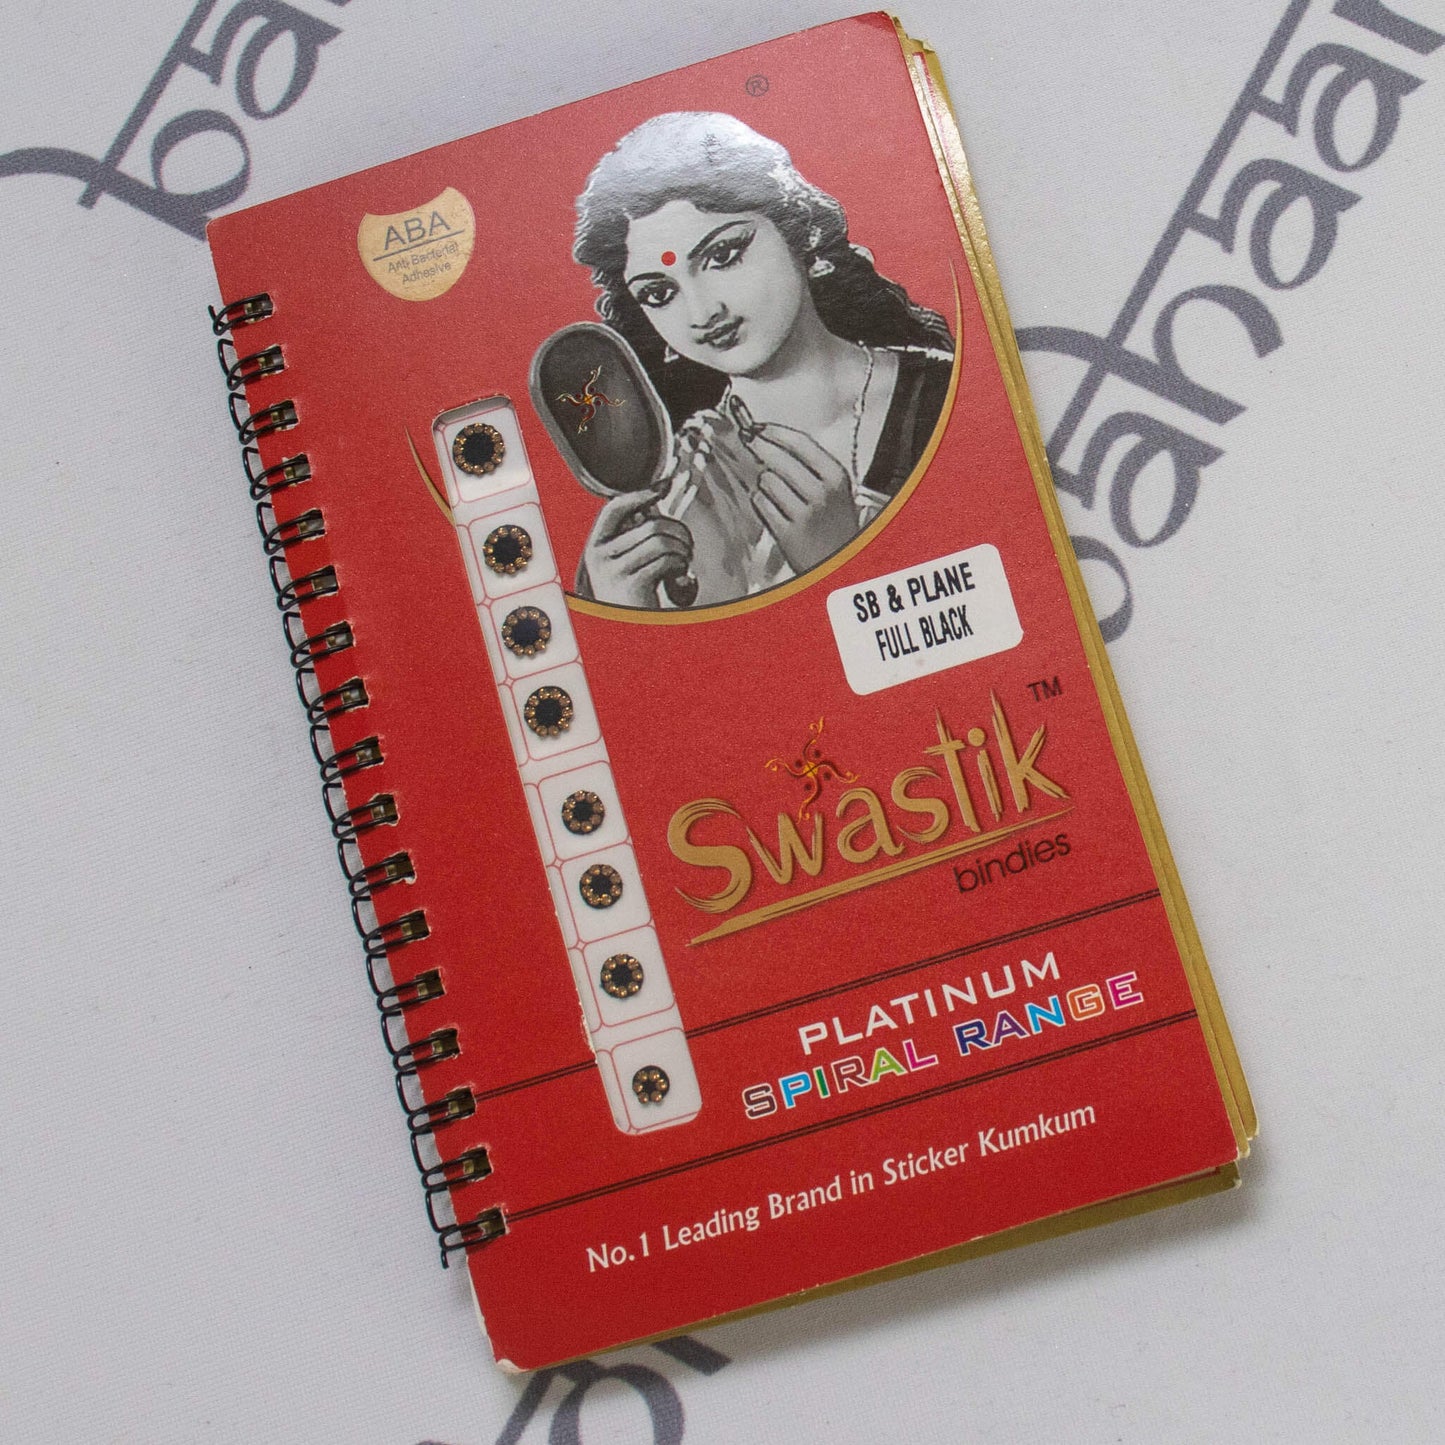 ®
ABA
Anti Bacterial
Adhesive
SB & PLANE
FULL BLACK
Swastik™
bindies
PLATINUM
SPIRAL RANGE
No.1 Leading Brand in Sticker Kumkum